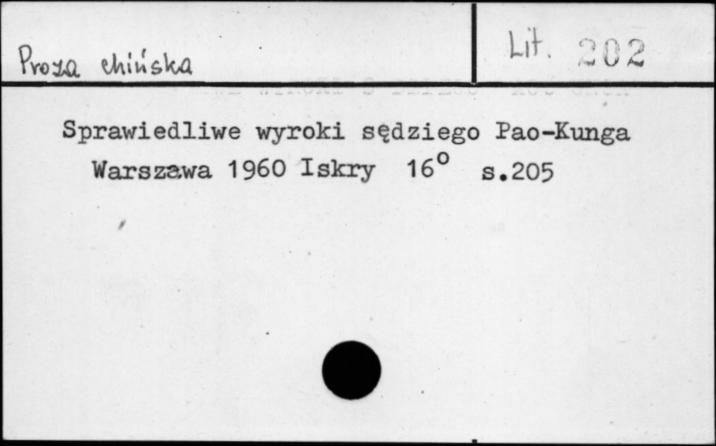 Proza chińska
Lit. 202
Sprawiedliwe wyroki sędziego Pao-Kunga
Warszawa 1960 Iskry 16° s.205